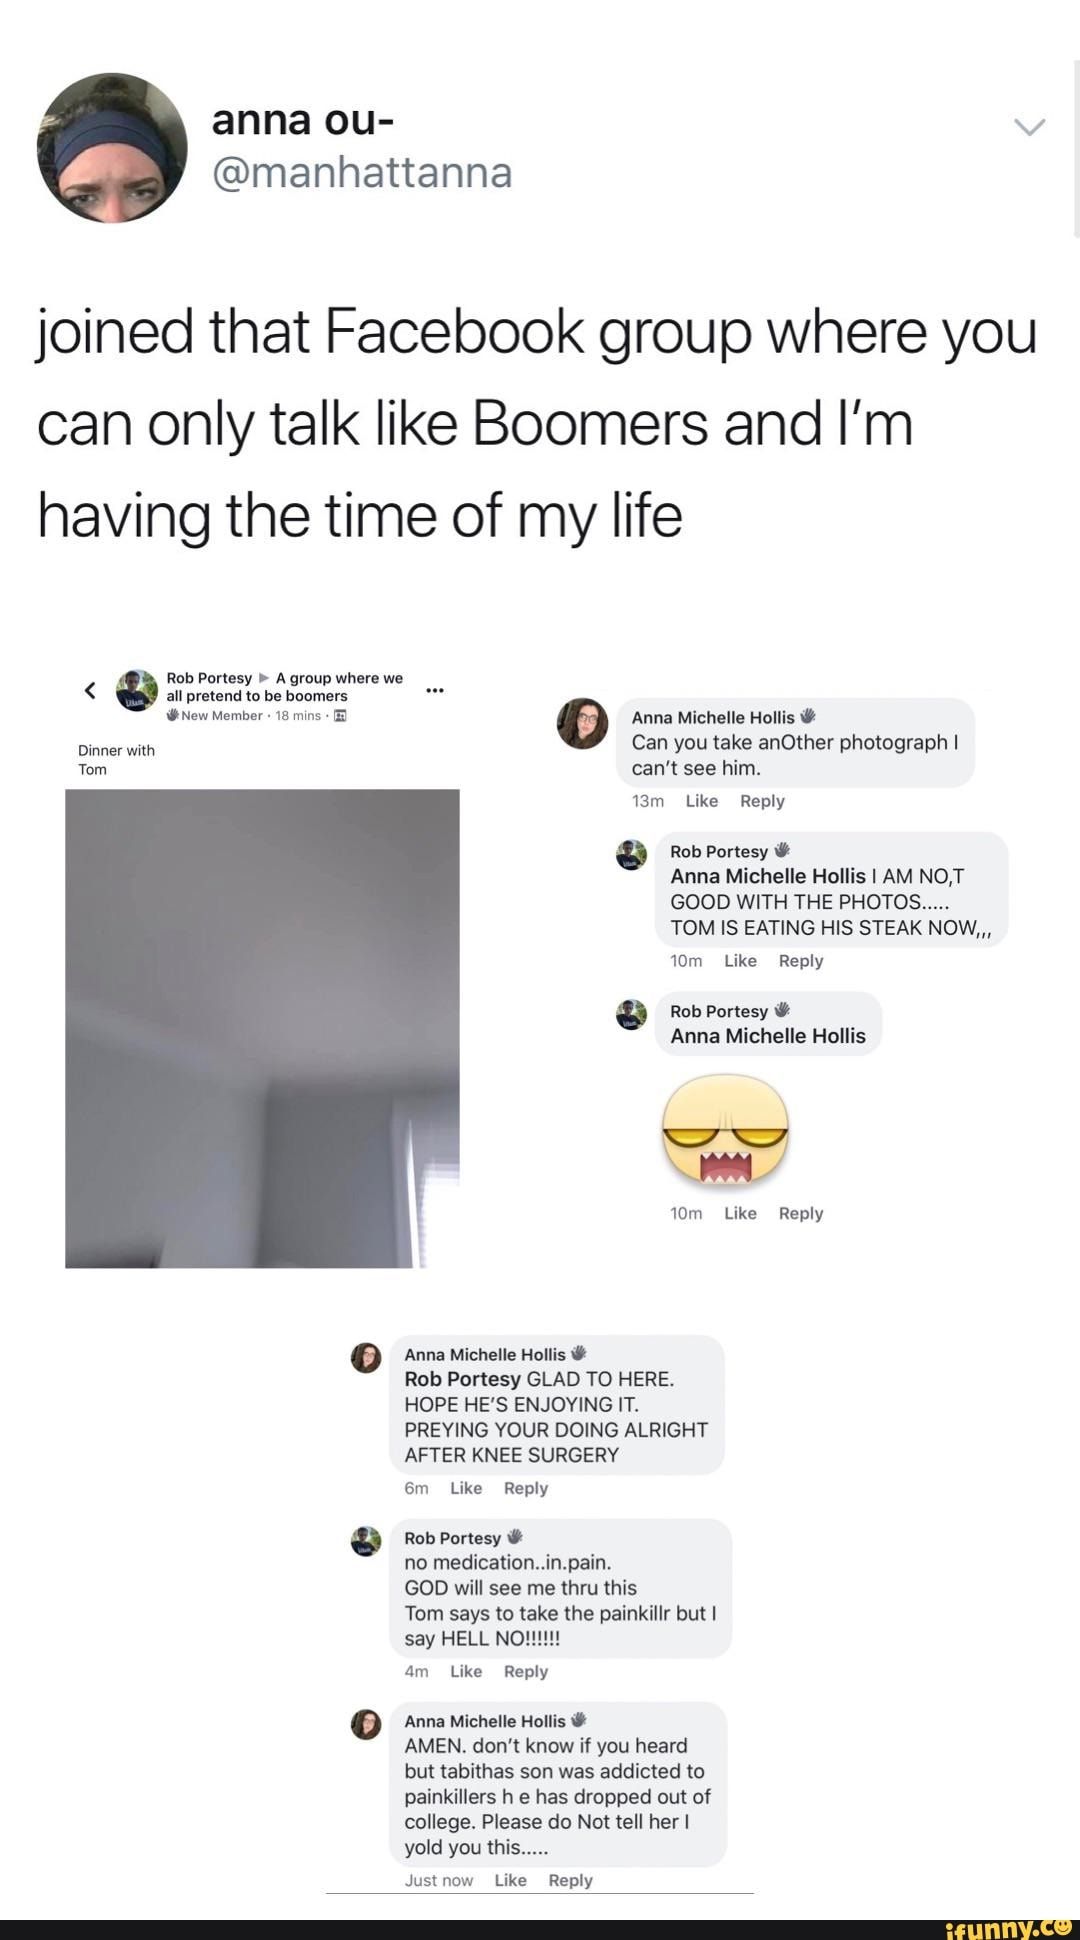 anna ou-
@manhattanna
joined that Facebook group where you
can only talk like Boomers and I'm
having the time of my life
Rob Portesy ▶ A group where we
all pretend to be boomers
New Member · 18 mins ·
Dinner with
Tom
Anna Michelle Hollis
Can you take anOther photograph I
can't see him.
13m Like Reply
Rob Portesy
Anna Michelle Hollis I AM NO,T
GOOD WITH THE PHOTOS.....
TOM IS EATING HIS STEAK NOW,,,
10m Like Reply
Rob Portesy
Anna Michelle Hollis
10m Like Reply
Anna Michelle Hollis
Rob Portesy GLAD TO HERE.
HOPE HE'S ENJOYING IT.
PREYING YOUR DOING ALRIGHT
AFTER KNEE SURGERY
6m Like Reply
Rob Portesy
no medication..in.pain.
GOD will see me thru this
Tom says to take the painkillr but I
say HELL NO!!!!!!
4m Like Reply
Anna Michelle Hollis
AMEN. don't know if you heard
but tabithas son was addicted to
painkillers h e has dropped out of
college. Please do Not tell her I
yold you this.....
Just now Like Reply
ifunny.co